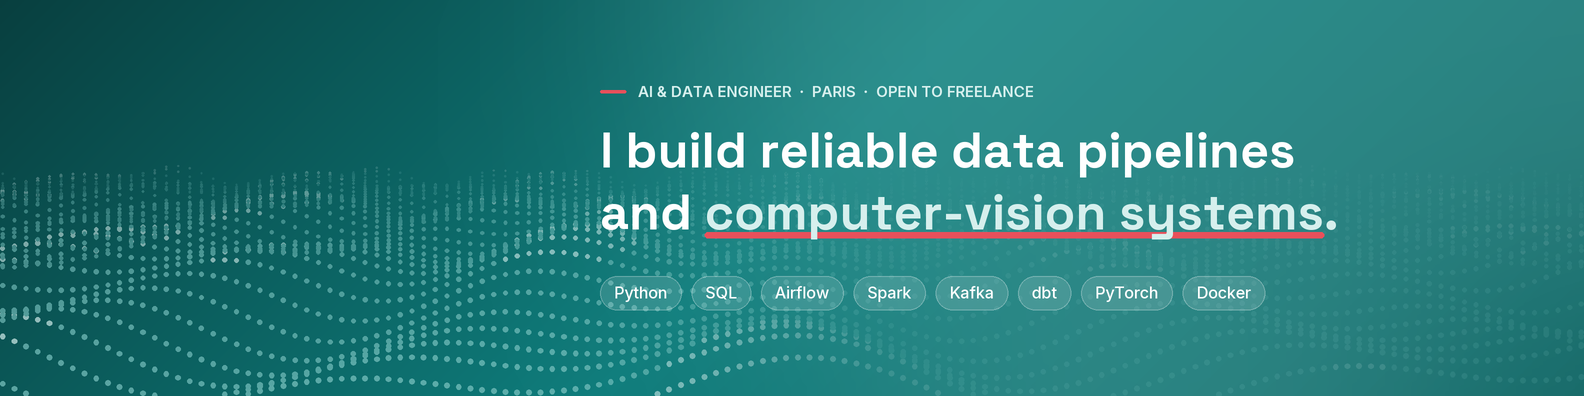 AI & DATA ENGINEER · PARIS · OPEN TO FREELANCE
I build reliable data pipelines
and computer-vision systems.
Python SQL Airflow Spark Kafka dbt PyTorch Docker